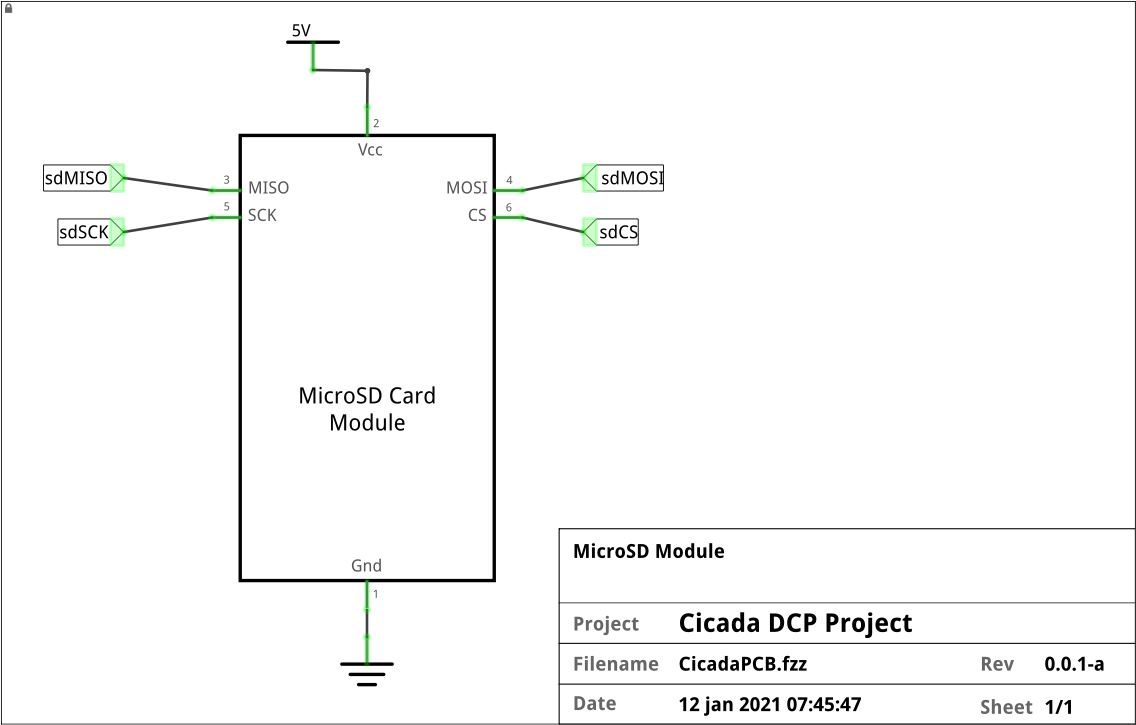 5V
2
Vcc
sdMISO
3
MISO
MOSI
4
sdMOSI
sdSCK
5
SCK
CS
6
sdCS
MicroSD Card
Module
Gnd
1
MicroSD Module
Project Cicada DCP Project
Filename CicadaPCB.fzz Rev 0.0.1-a
Date 12 jan 2021 07:45:47 Sheet 1/1